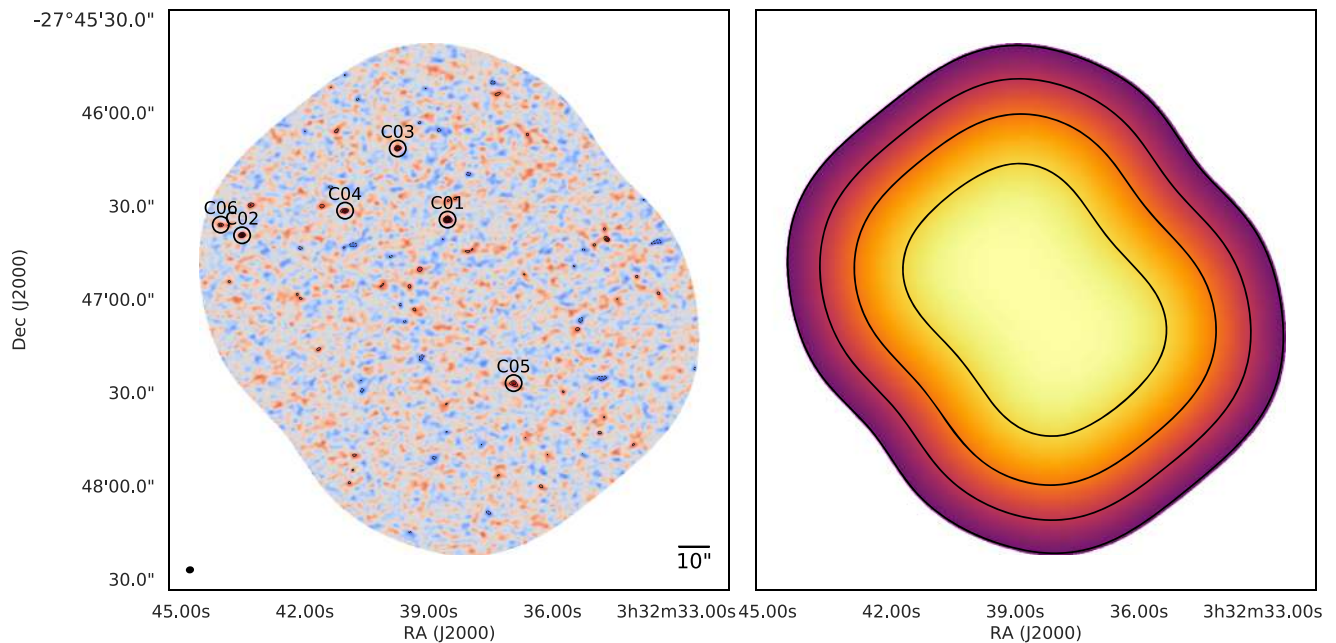 -27°45'30.0"
46'00.0"
30.0"
47'00.0"
30.0"
48'00.0"
30.0"
Dec (J2000)
C03
C04
C01
C06
C02
C05
10"
45.00s 42.00s 39.00s 36.00s 3h32m33.00s
RA (J2000)
45.00s 42.00s 39.00s 36.00s 3h32m33.00s
RA (J2000)